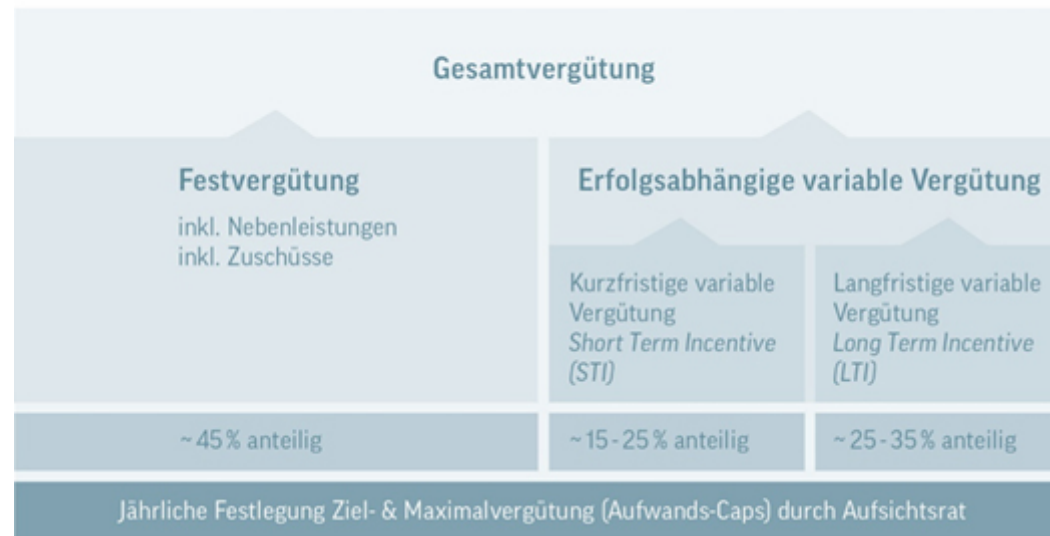 Gesamtvergütung
Festvergütung
inkl. Nebenleistungen
inkl. Zuschüsse
Erfolgsabhängige variable Vergütung
Kurzfristige variable
Vergütung
Short Term Incentive
(STI)
Langfristige variable
Vergütung
Long Term Incentive
(LTI)
~ 45 % anteilig
~ 15 - 25 % anteilig
~ 25 - 35 % anteilig
Jährliche Festlegung Ziel- & Maximalvergütung (Aufwands-Caps) durch Aufsichtsrat